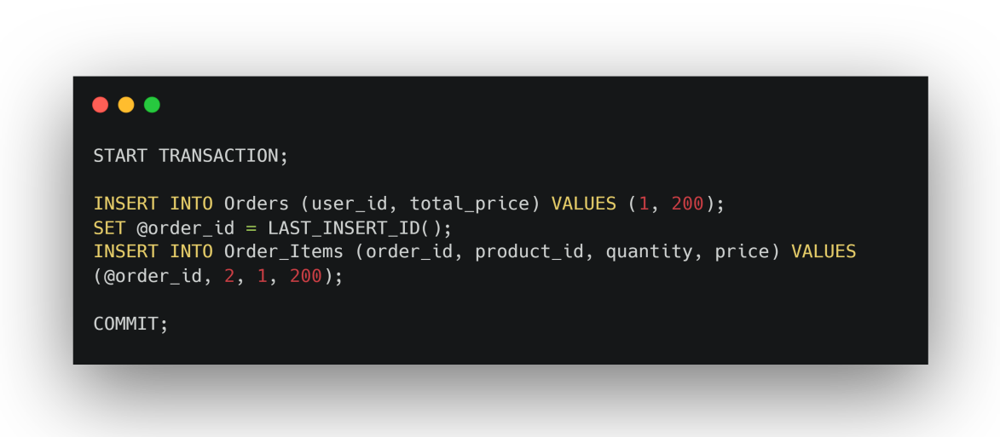 START TRANSACTION;
INSERT INTO Orders (user_id, total_price) VALUES (1, 200);
SET @order_id = LAST_INSERT_ID();
INSERT INTO Order_Items (order_id, product_id, quantity, price) VALUES
(@order_id, 2, 1, 200);
COMMIT;